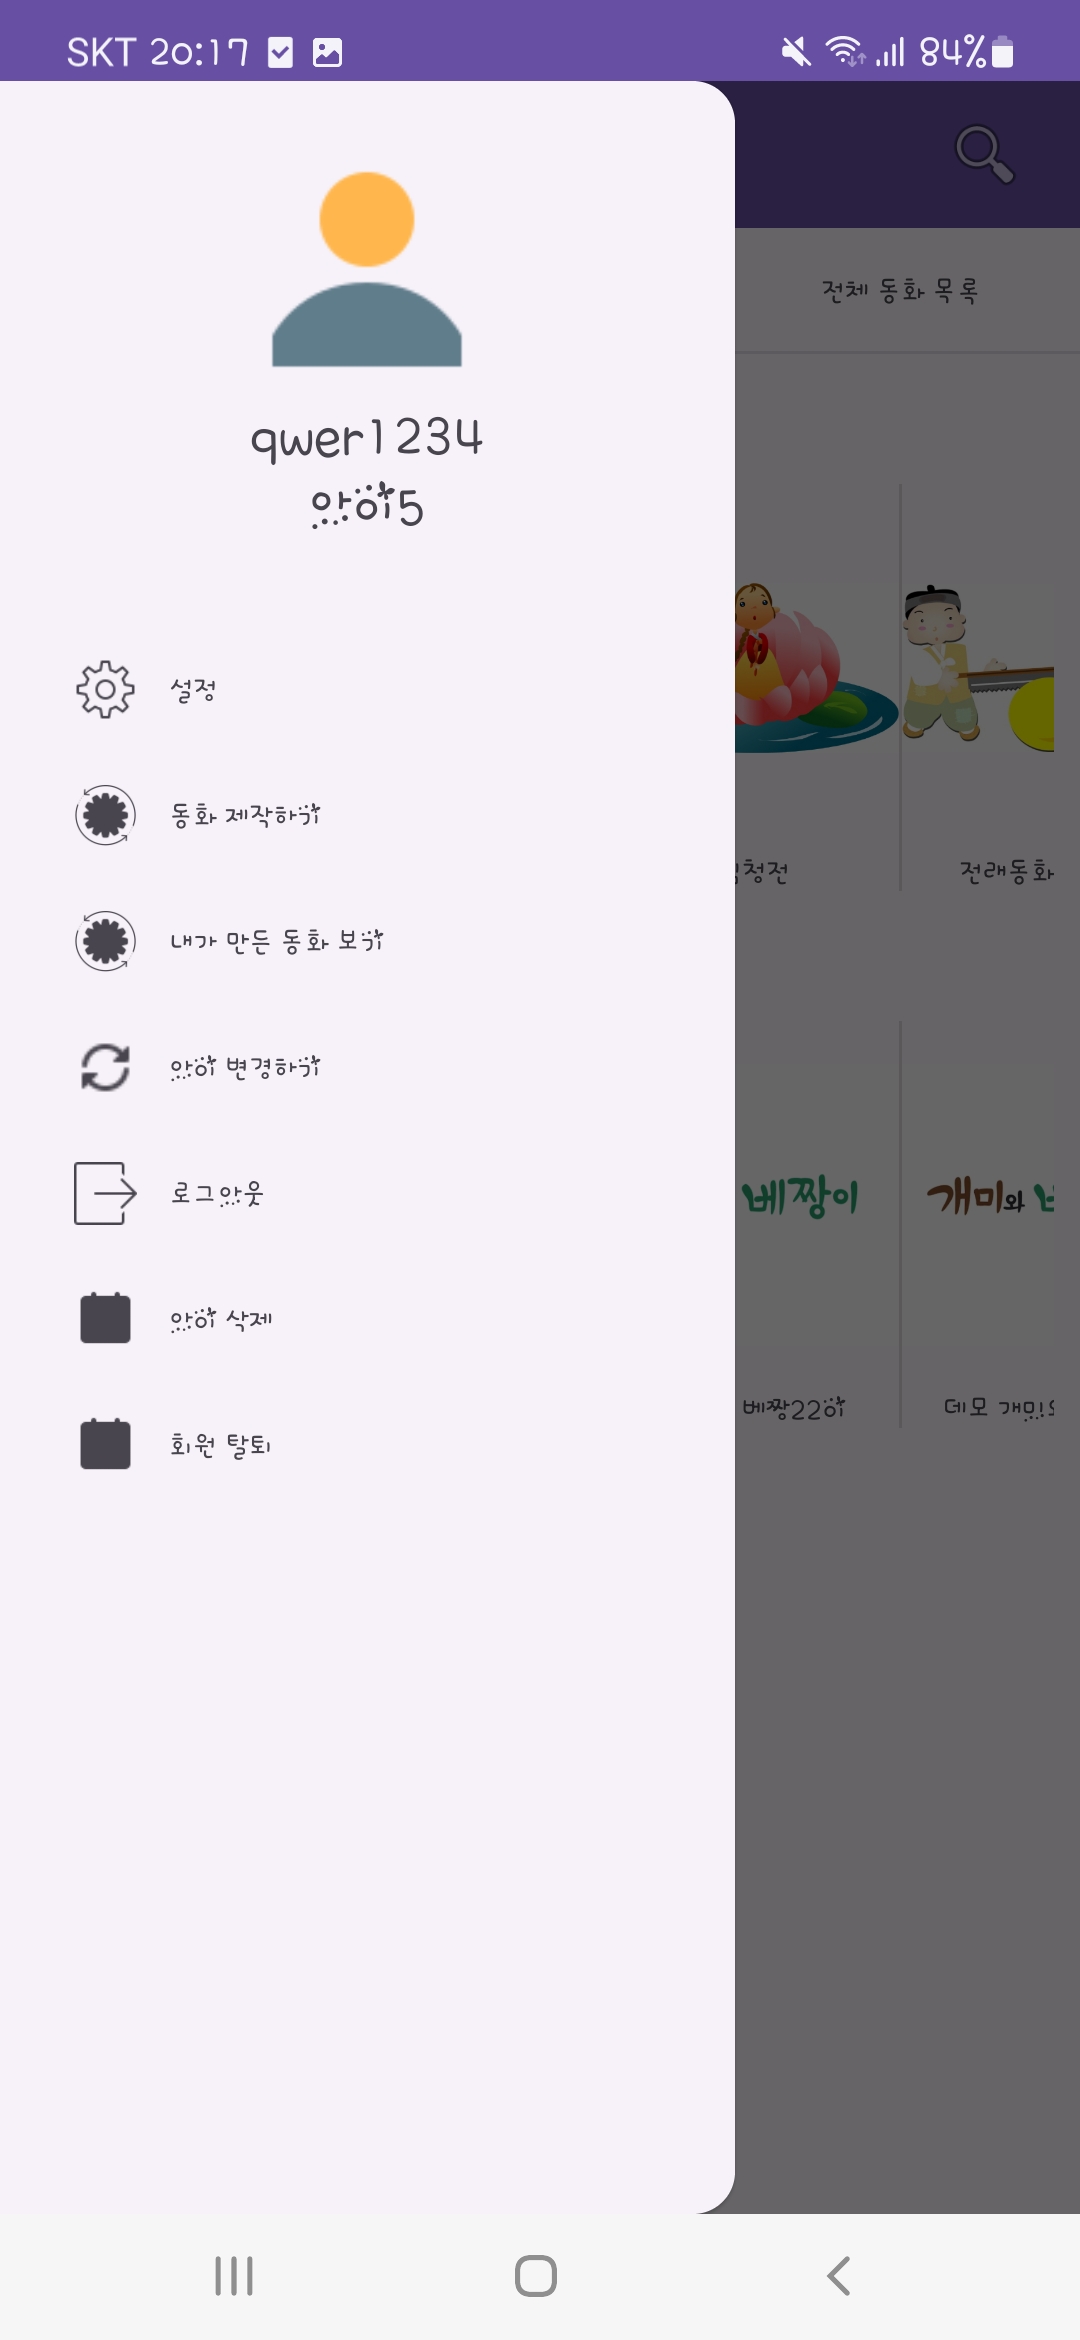 SKT 20:17
84%
전체 동화 목록
qwer1234
아이5
설정
동화 제작하기
내가 만든 동화 보기
아이 변경하기
로그아웃
아이 삭제
회원 탈퇴
청전
전래동화
베짱이
개미와
베짱22이
데모 개미